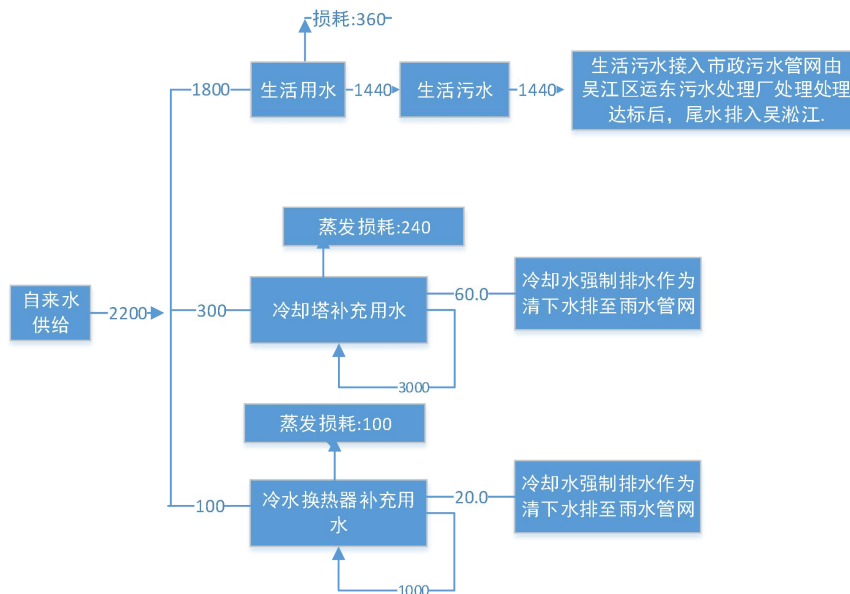 损耗:360
1800
生活用水
1440
生活污水
1440
生活污水接入市政污水管网由
吴江区运东污水处理厂处理处理
达标后，尾水排入吴淞江.
蒸发损耗:240
自来水
供给
2200
300
冷却塔补充用水
60.0
冷却水强制排水作为
清下水排至雨水管网
3000
蒸发损耗:100
100
冷水换热器补充用
水
20.0
冷却水强制排水作为
清下水排至雨水管网
1000